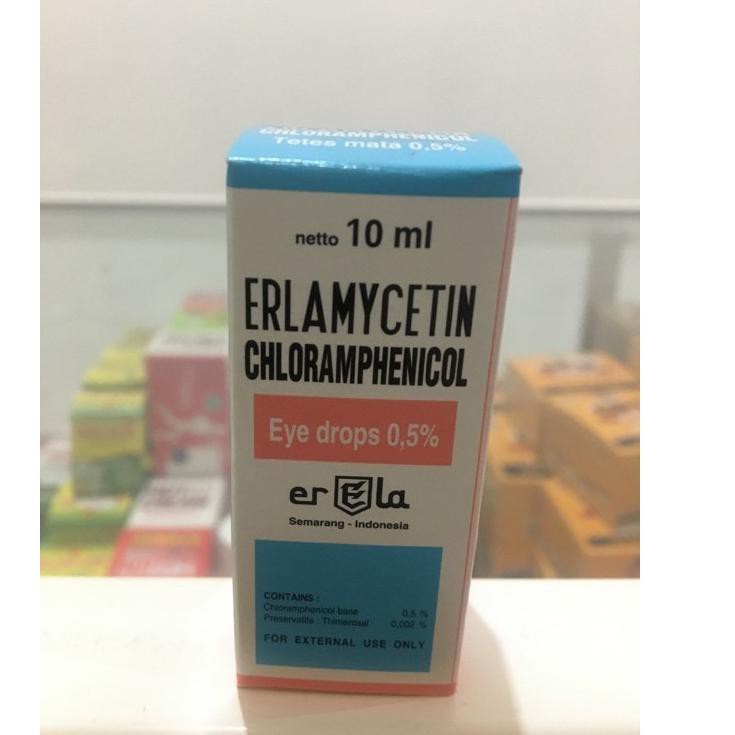 CHLORAMPHENICOL
Tetes mata 0,5%
netto 10 ml
ERLAMYCETIN
CHLORAMPHENICOL
Eye drops 0,5%
erEla
Semarang - Indonesia
CONTAINS :
Chloramphenicol base 0,5 %
Preservatife : Thimerosal 0,002 %
FOR EXTERNAL USE ONLY